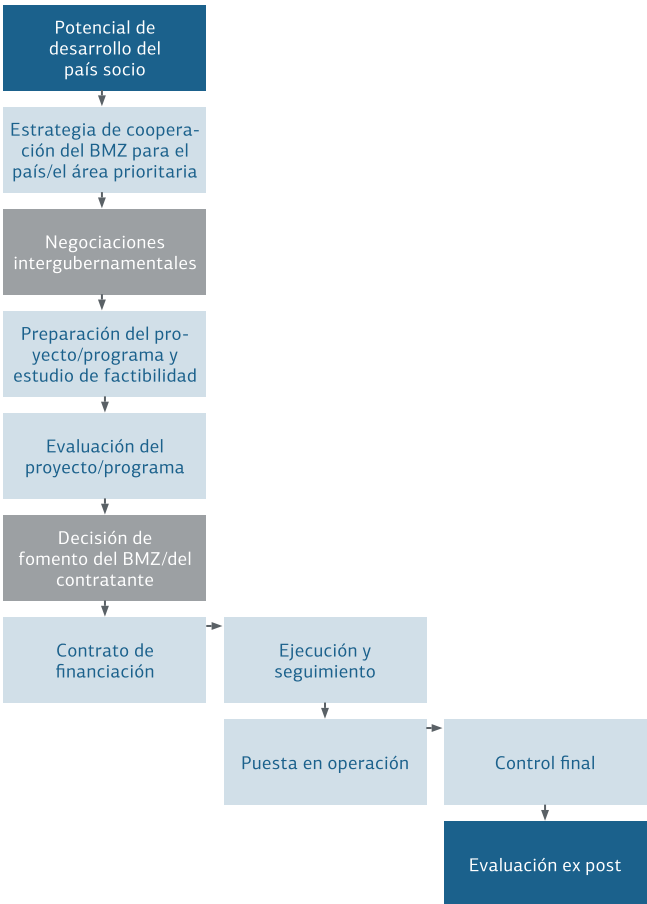 Potencial de
desarrollo del
país socio
Estrategia de coopera-
ción del BMZ para el
país/el área prioritaria
Negociaciones
intergubernamentales
Preparación del pro-
yecto/programa y
estudio de factibilidad
Evaluación del
proyecto/programa
Decisión de
fomento del BMZ/del
contratante
Contrato de
financiación
Ejecución y
seguimiento
Puesta en operación
Control final
Evaluación ex post